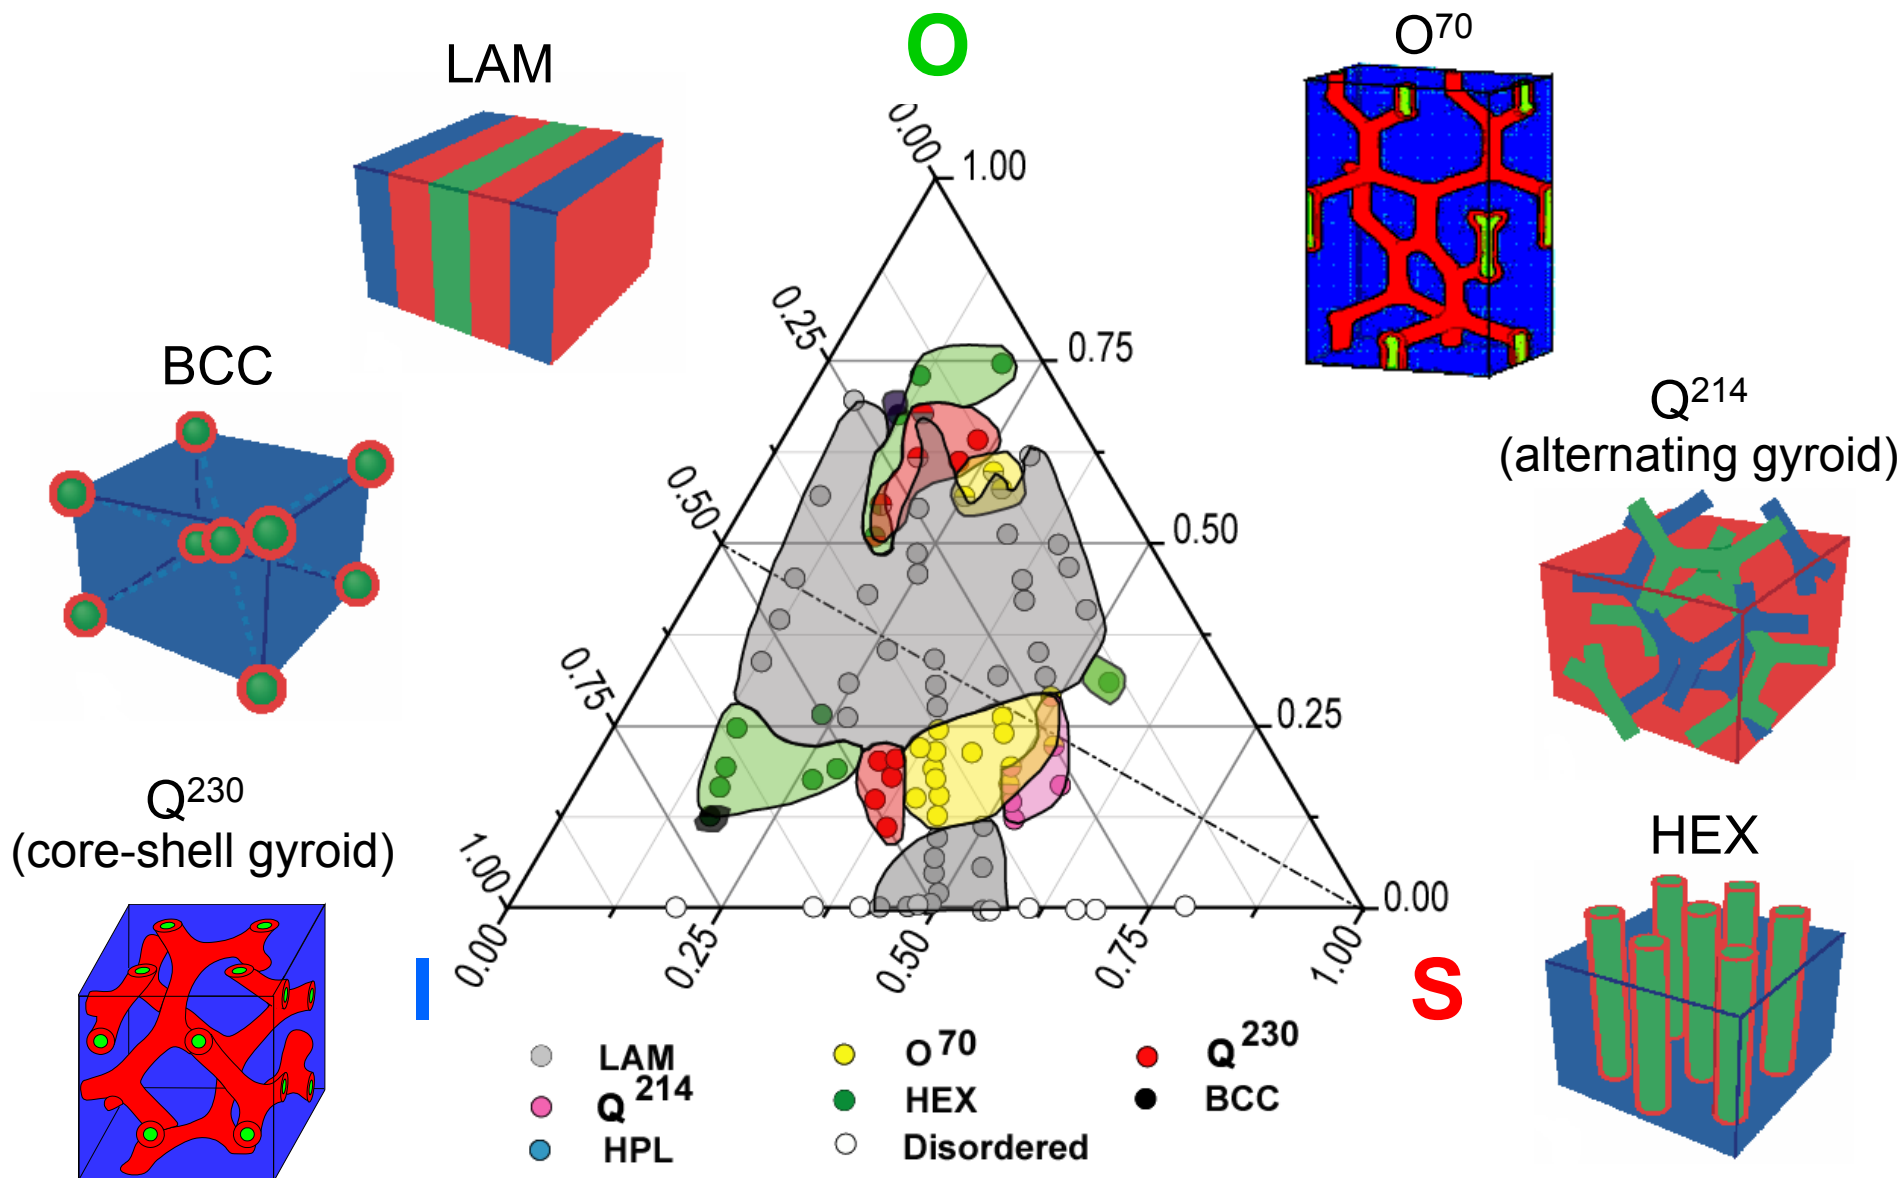 O
LAM
O⁷⁰
0.00
1.00
0.25
0.75
BCC
Q²¹⁴
(alternating gyroid)
0.50
0.50
0.75
0.25
Q²³⁰
(core-shell gyroid)
HEX
1.00
0.00
0.00
0.25
0.50
0.75
1.00
I
S
LAM
O⁷⁰
Q²³⁰
Q²¹⁴
HEX
BCC
HPL
Disordered